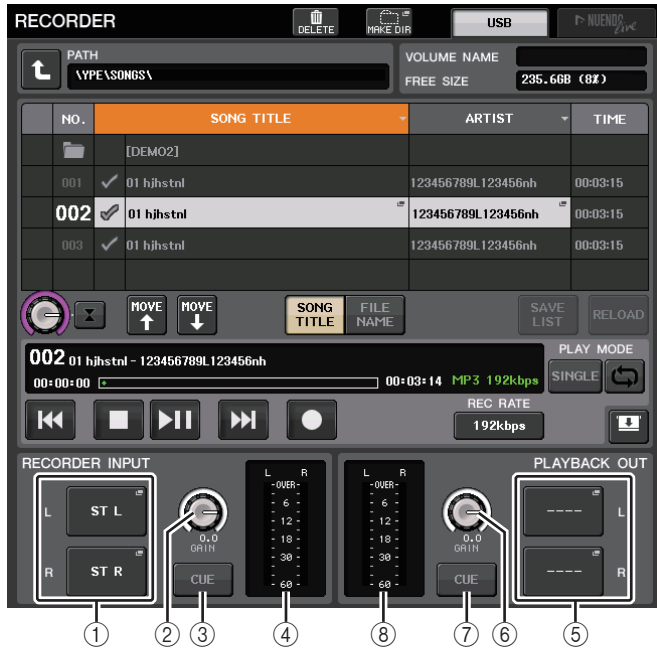 RECORDER
DELETE
MAKE DIR
USB
NUENDO Live
PATH
\YPE\SONGS\
VOLUME NAME
FREE SIZE
235.6GB (8%)
NO.
SONG TITLE
ARTIST
TIME
[DEMO2]
001 01 hjhstnl 123456789L123456nh 00:03:15
002 01 hjhstnl 123456789L123456nh 00:03:15
003 01 hjhstnl 123456789L123456nh 00:03:15
MOVE
MOVE
SONG TITLE
FILE NAME
SAVE LIST
RELOAD
002 01 hjhstnl - 123456789L123456nh
00:00:00
00:03:14
MP3 192kbps
PLAY MODE
SINGLE
REC RATE
192kbps
RECORDER INPUT
L
ST L
R
ST R
0.0
GAIN
CUE
L R
-OVER-
6
12
18
30
60
L R
-OVER-
6
12
18
30
60
PLAYBACK OUT
0.0
GAIN
CUE
---- L
---- R
① ② ③ ④ ⑧ ⑦ ⑥ ⑤